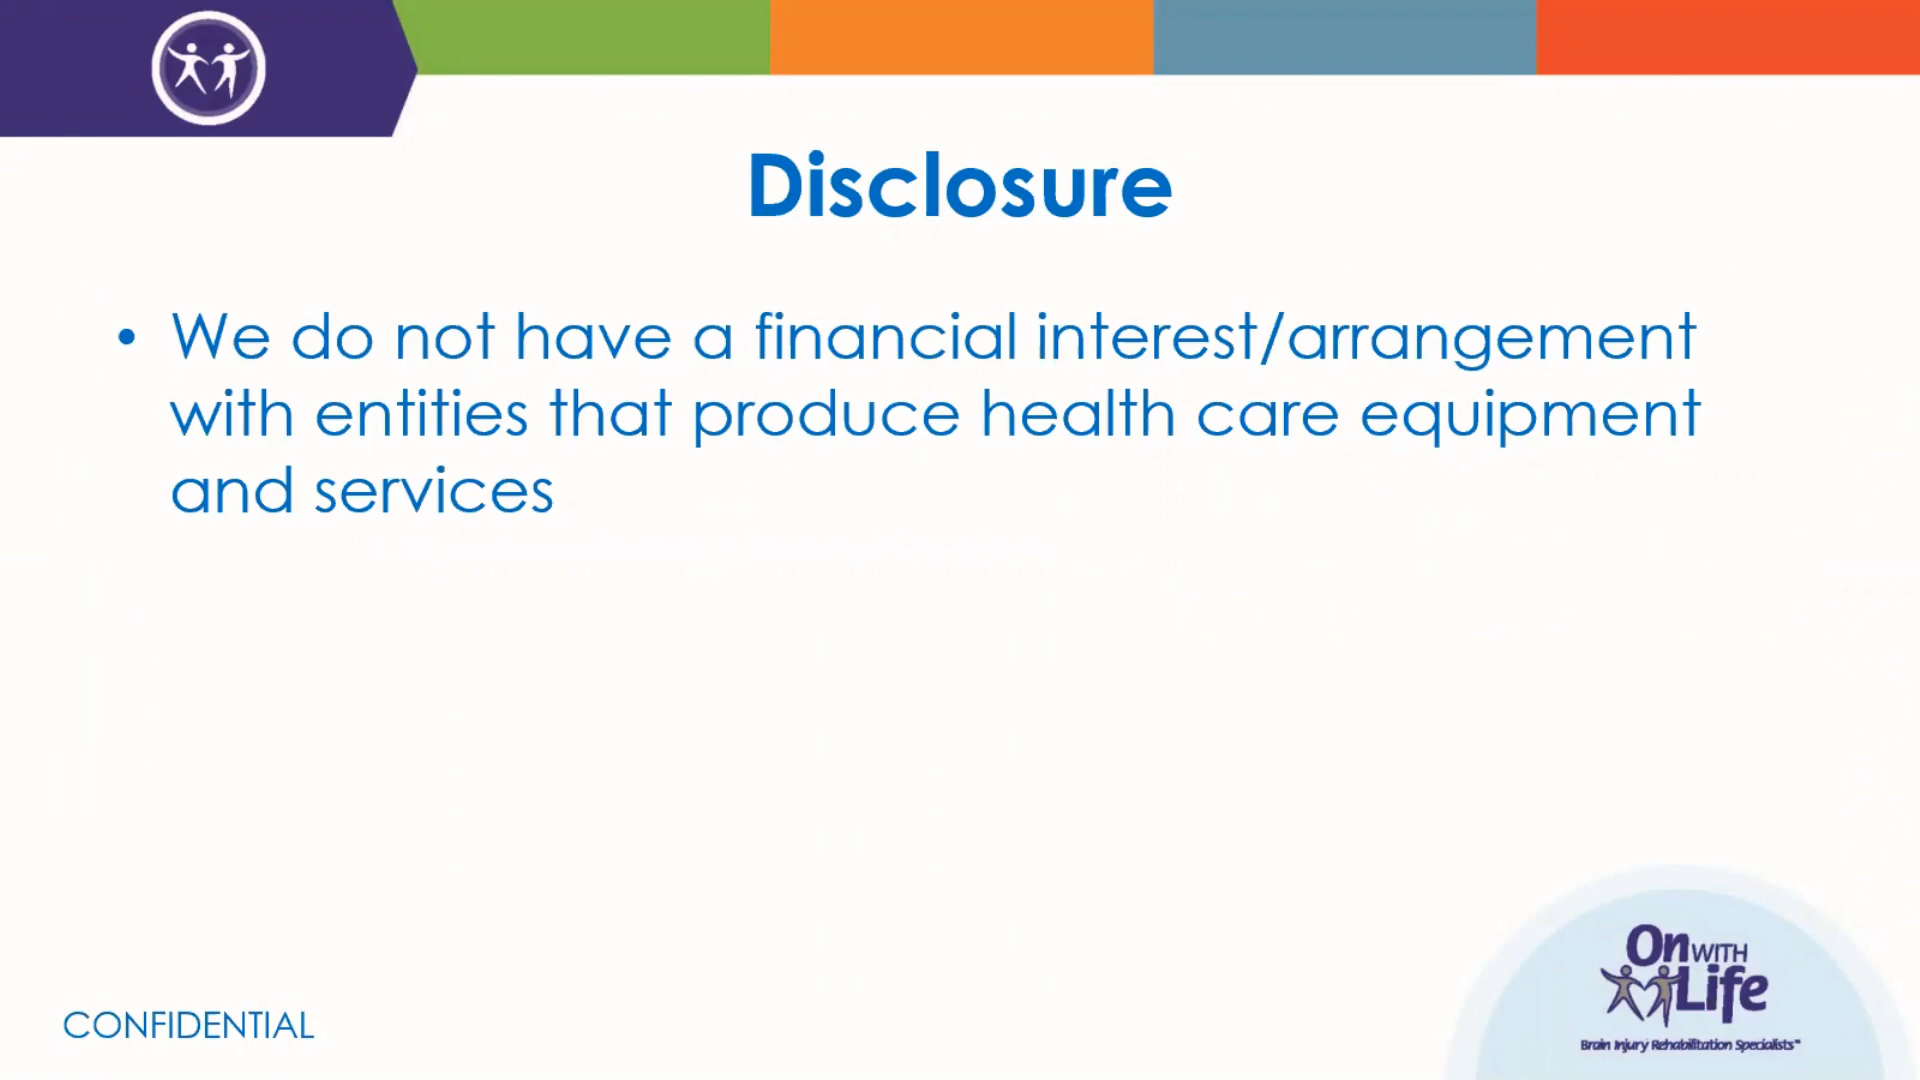 Disclosure
• We do not have a financial interest/arrangement
with entities that produce health care equipment
and services
On WITH
Life
Brain Injury Rehabilitation Specialists℠
CONFIDENTIAL